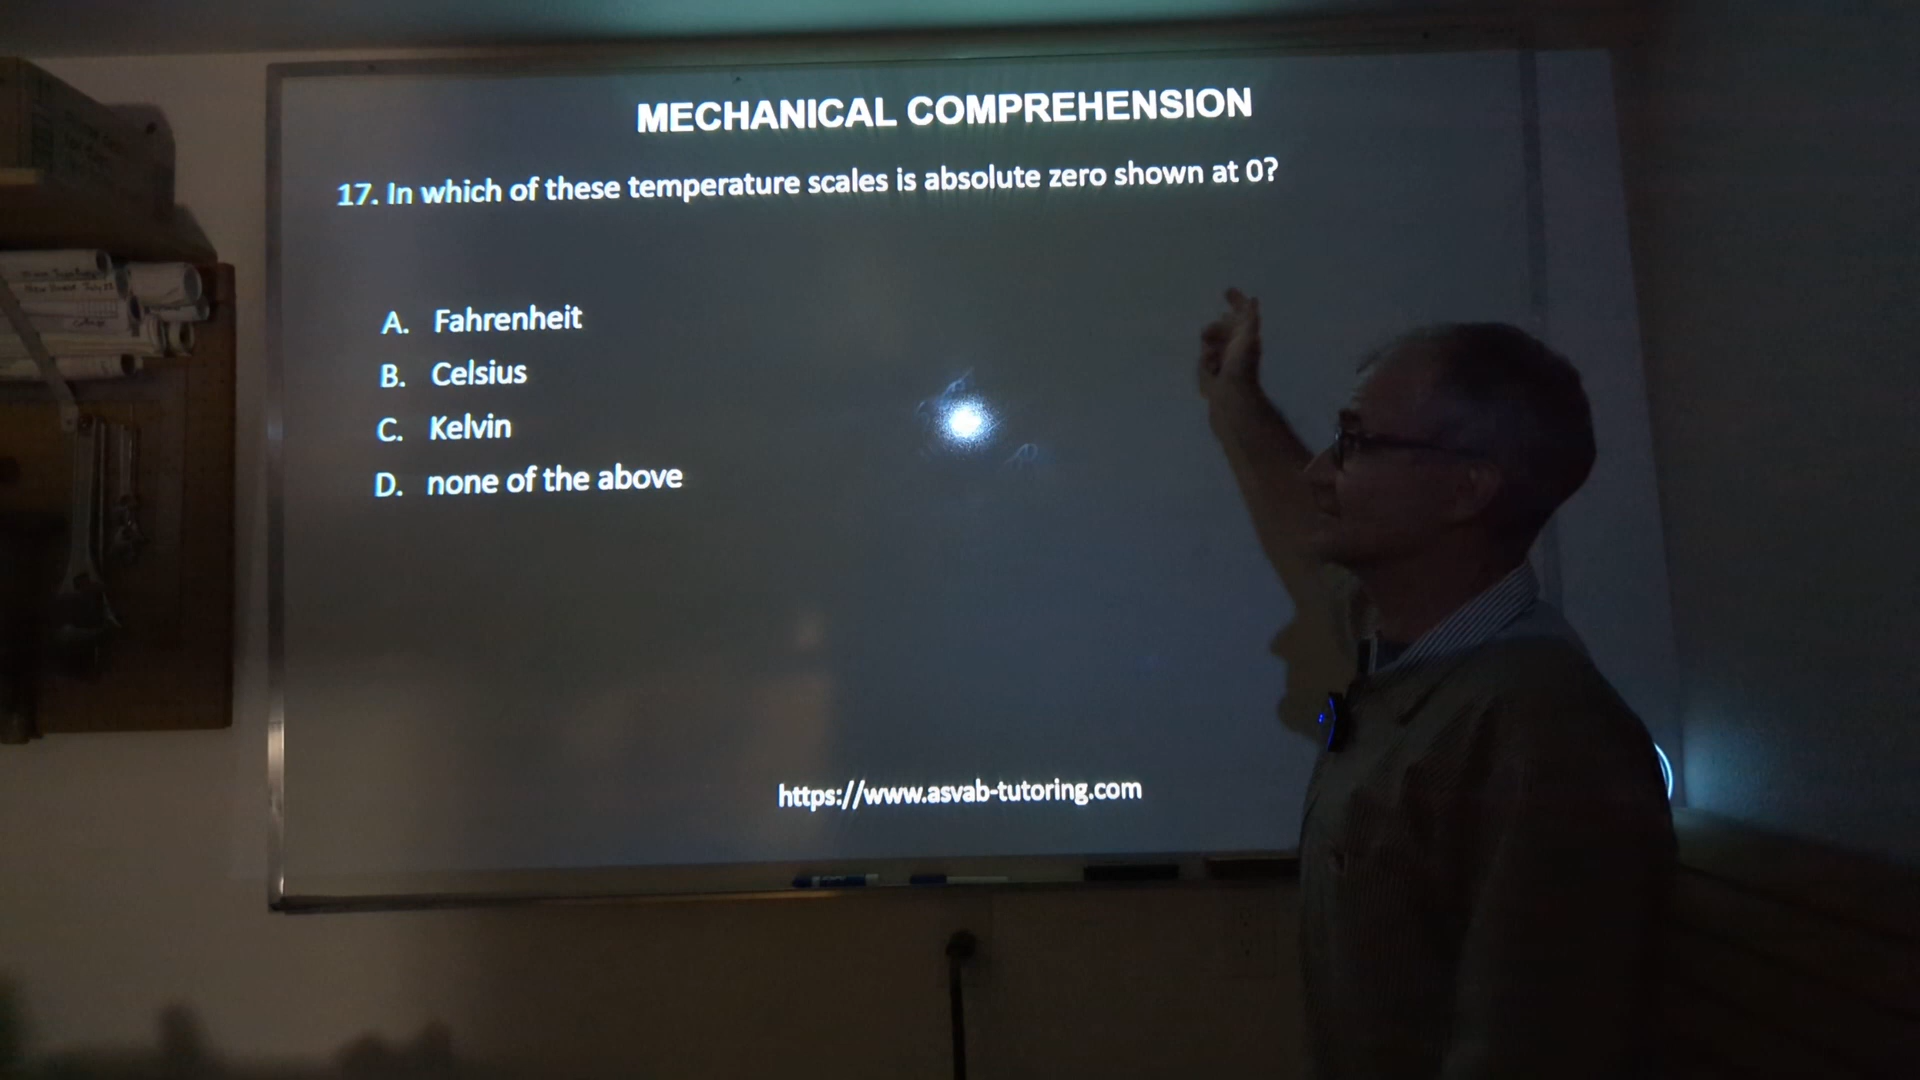 MECHANICAL COMPREHENSION
17. In which of these temperature scales is absolute zero shown at 0?
A. Fahrenheit
B. Celsius
C. Kelvin
D. none of the above
https://www.asvab-tutoring.com